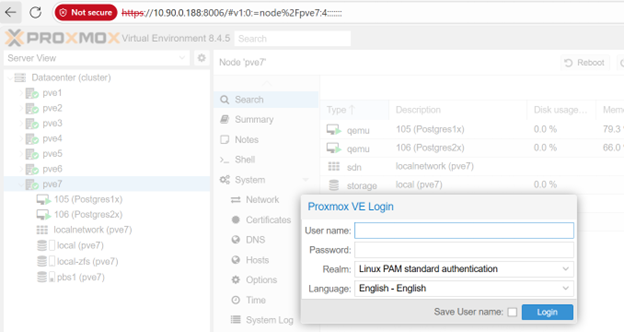 Not secure https://10.90.0.188:8006/#v1:0:=node%2Fpve7:4:::::::
PROXMOX Virtual Environment 8.4.5 Search
Server View
Node 'pve7'
Reboot
Datacenter (cluster)
pve1
pve2
pve3
pve4
pve5
pve6
pve7
105 (Postgres1x)
106 (Postgres2x)
localnetwork (pve7)
local (pve7)
local-zfs (pve7)
pbs1 (pve7)
Search
Summary
Notes
Shell
System
Network
Certificates
DNS
Hosts
Options
Time
System Log
Type Description Disk usage...
qemu 105 (Postgres1x) 0.0 % 79.3
qemu 106 (Postgres2x) 0.0 % 66.0
sdn localnetwork (pve7)
storage local (pve7) 0.0 %
Proxmox VE Login
User name:
Password:
Realm: Linux PAM standard authentication
Language: English - English
Save User name: Login